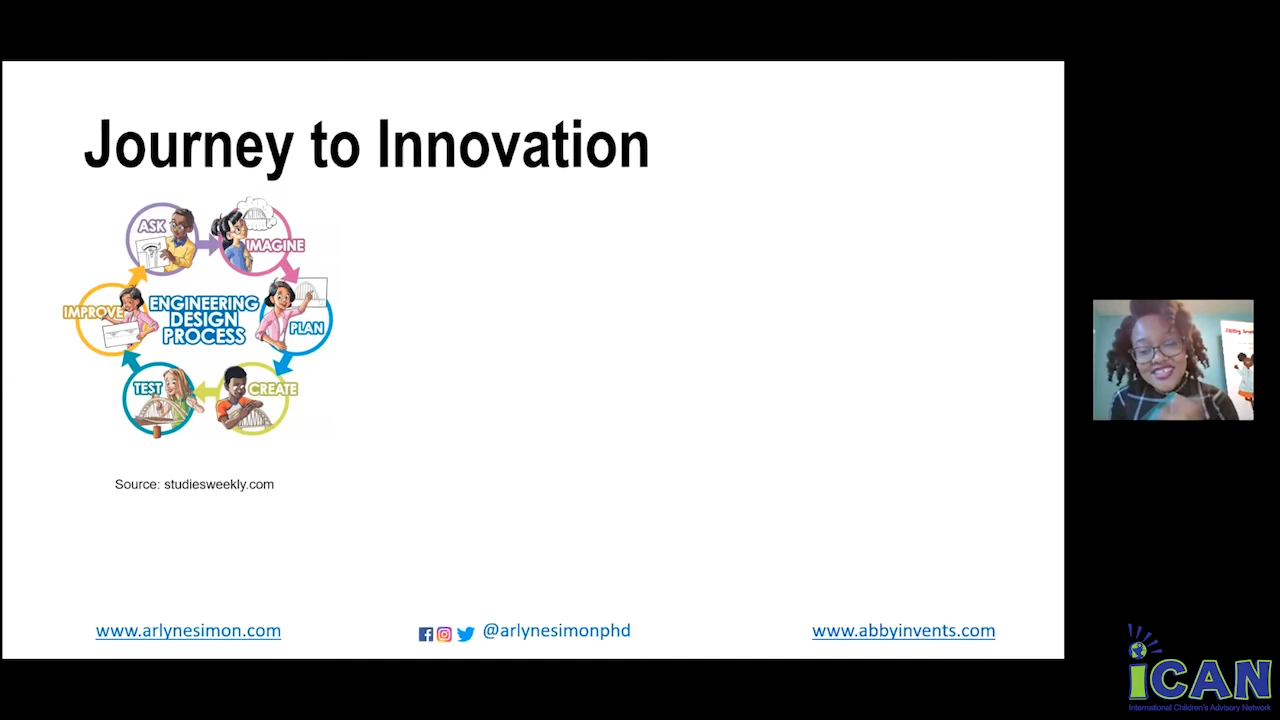 Journey to Innovation
ASK
IMAGINE
IMPROVE
ENGINEERING
DESIGN
PROCESS
PLAN
TEST
CREATE
Source: studiesweekly.com
www.arlynesimon.com
@arlynesimonphd
www.abbyinvents.com
iCAN
International Children's Advisory Network